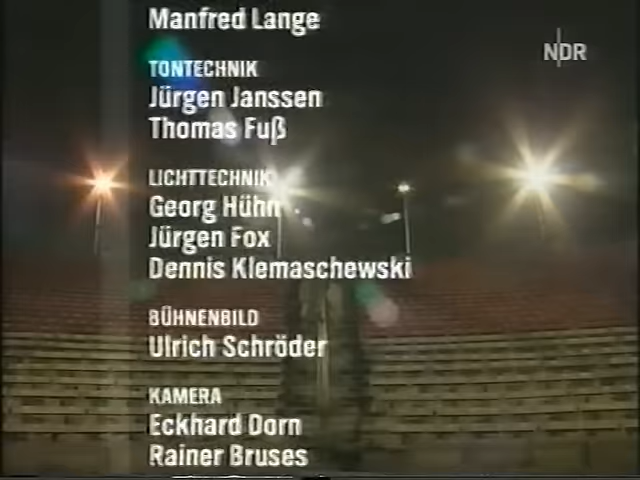 Manfred Lange
NDR
TONTECHNIK
Jürgen Janssen
Thomas Fuß
LICHTTECHNIK
Georg Hühn
Jürgen Fox
Dennis Klemaschewski
BÜHNENBILD
Ulrich Schröder
KAMERA
Eckhard Dorn
Rainer Bruses